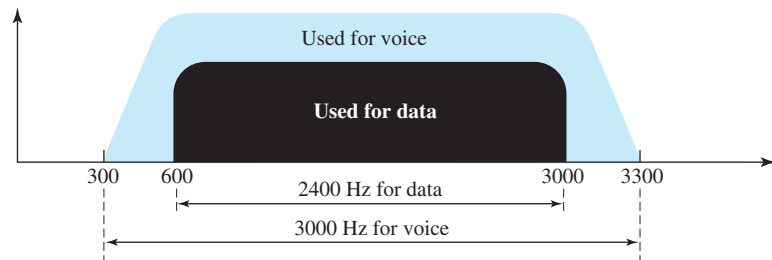 Used for voice
Used for data
300 600 3000 3300
2400 Hz for data
3000 Hz for voice